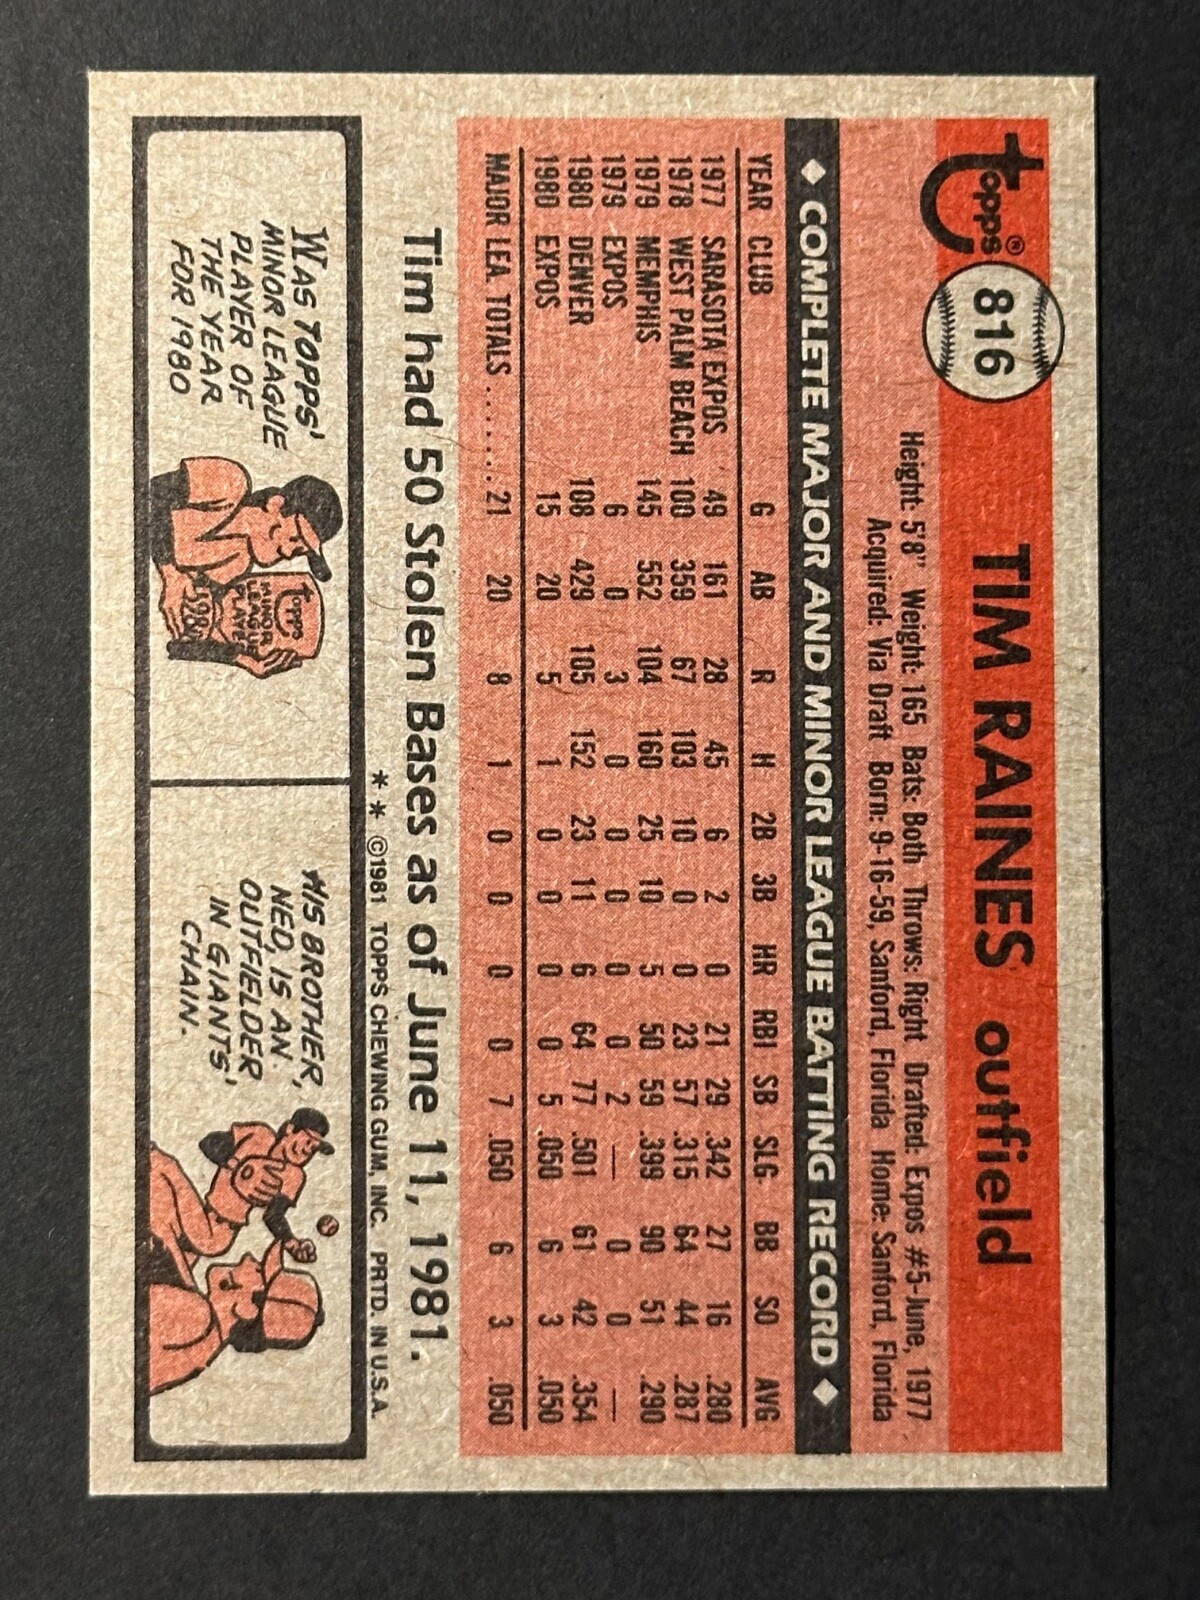 topps®
816
TIM RAINES outfield
Height: 5'8" Weight: 165 Bats: Both Throws: Right Drafted: Expos #5-June, 1977
Acquired: Via Draft Born: 9-16-59, Sanford, Florida Home: Sanford, Florida
◆ COMPLETE MAJOR AND MINOR LEAGUE BATTING RECORD ◆
YEAR CLUB G AB R H 2B 3B HR RBI SB SLG. BB SO AVG.
1977 SARASOTA EXPOS 49 161 28 45 6 2 0 21 29 .342 27 16 .280
1978 WEST PALM BEACH 100 359 67 103 10 0 0 23 57 .315 64 44 .287
1979 MEMPHIS 145 552 104 160 25 10 5 50 59 .399 90 51 .290
1979 EXPOS 6 0 3 0 0 0 0 0 2 — 0 0 —
1980 DENVER 108 429 105 152 23 11 6 64 77 .501 61 42 .354
1980 EXPOS 15 20 5 1 0 0 0 0 5 .050 6 3 .050
MAJOR LEA. TOTALS ....... 21 20 8 1 0 0 0 0 7 .050 6 3 .050
Tim had 50 Stolen Bases as of June 11, 1981.
** ©1981 TOPPS CHEWING GUM, INC. PRTD. IN U.S.A.
WAS TOPPS'
MINOR LEAGUE
PLAYER OF
THE YEAR
FOR 1980
topps
MINOR
LEAGUE
PLAYER
1980
HIS BROTHER,
NED, IS AN
OUTFIELDER
IN GIANTS'
CHAIN.